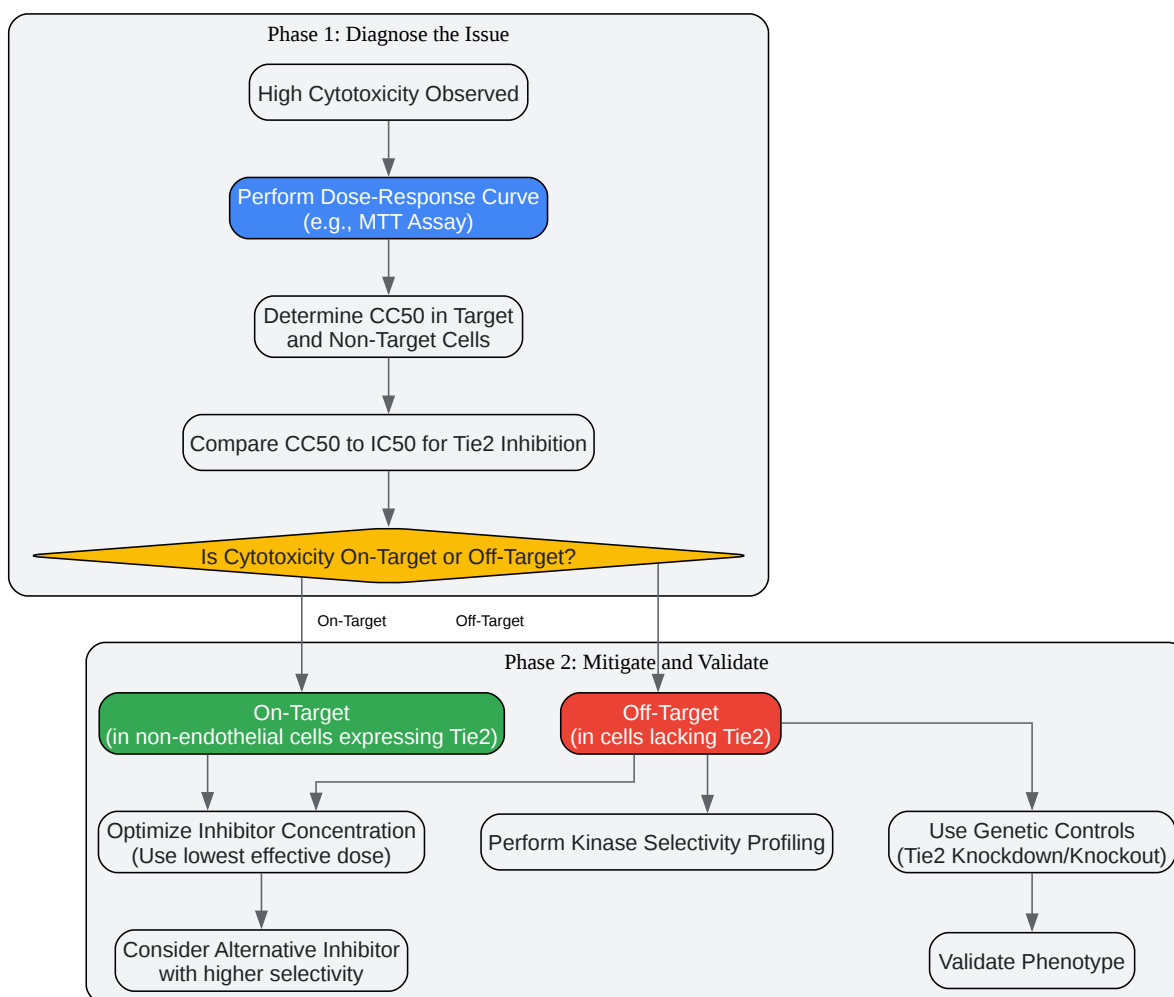 Phase 1: Diagnose the Issue
High Cytotoxicity Observed
Perform Dose-Response Curve
(e.g., MTT Assay)
Determine CC50 in Target
and Non-Target Cells
Compare CC50 to IC50 for Tie2 Inhibition
Is Cytotoxicity On-Target or Off-Target?
On-Target
Off-Target
Phase 2: Mitigate and Validate
On-Target
(in non-endothelial cells expressing Tie2)
Off-Target
(in cells lacking Tie2)
Optimize Inhibitor Concentration
(Use lowest effective dose)
Perform Kinase Selectivity Profiling
Use Genetic Controls
(Tie2 Knockdown/Knockout)
Consider Alternative Inhibitor
with higher selectivity
Validate Phenotype